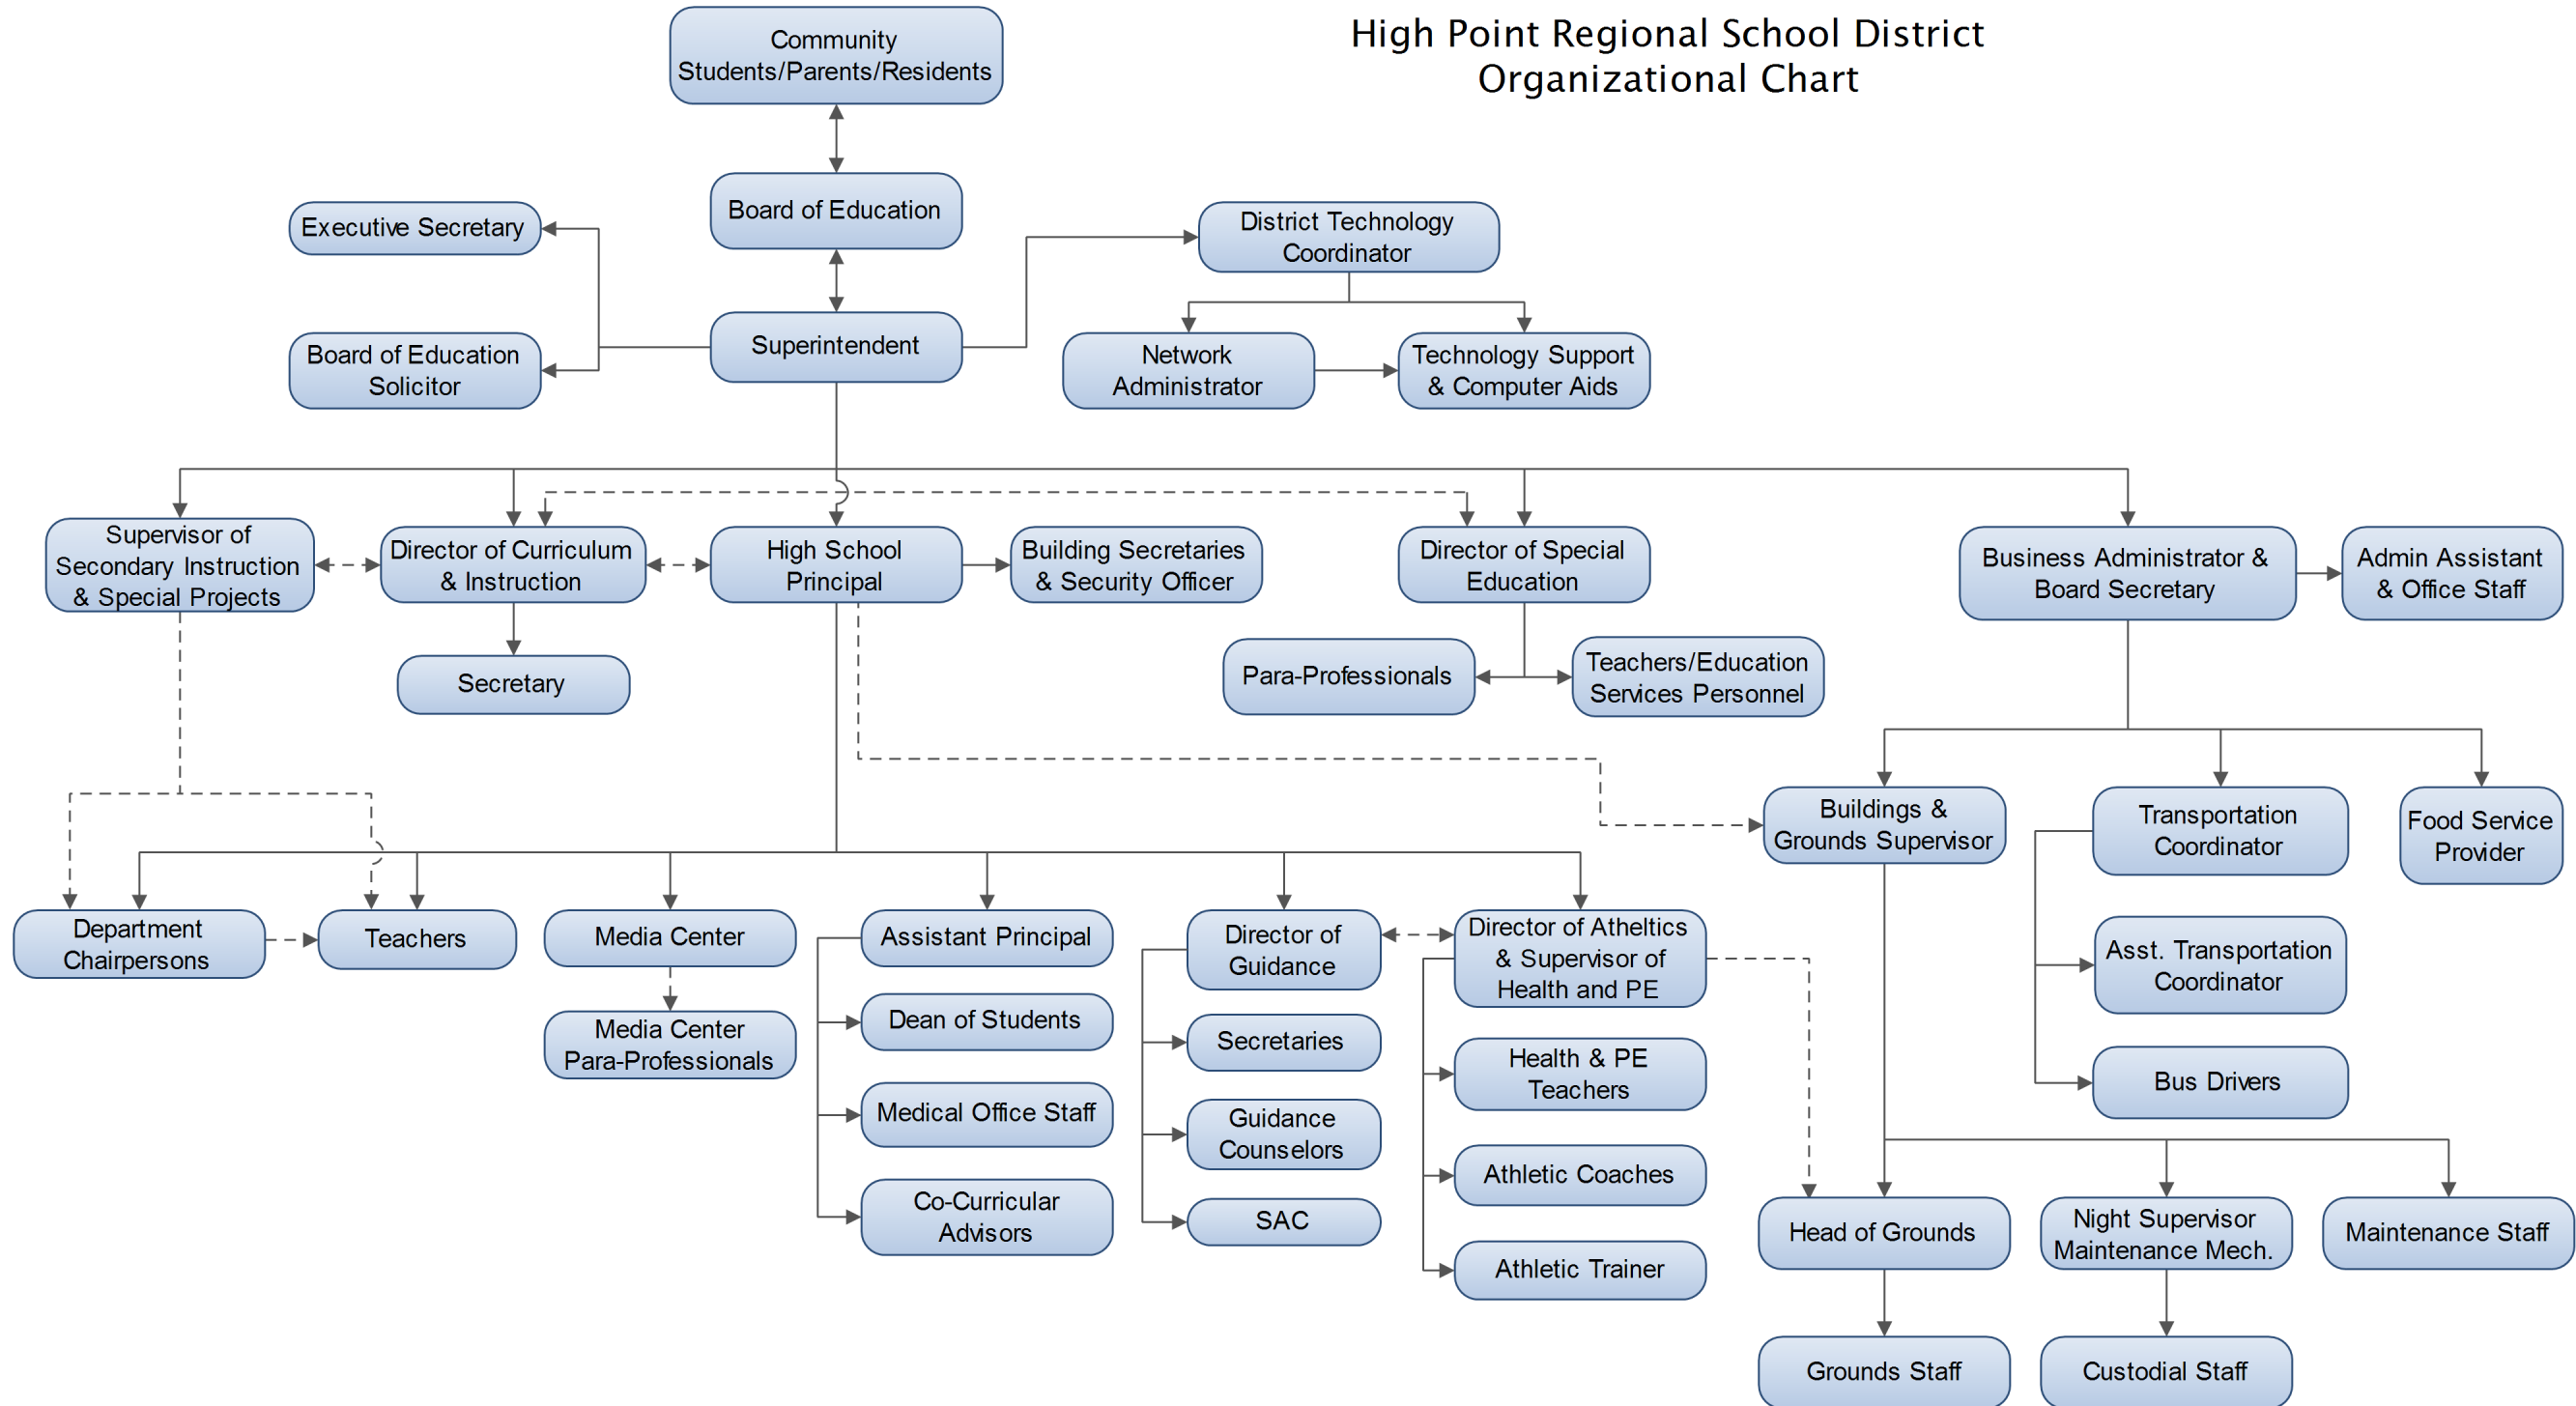 High Point Regional School District
Organizational Chart
Community
Students/Parents/Residents
Board of Education
Executive Secretary
District Technology
Coordinator
Board of Education
Solicitor
Superintendent
Network
Administrator
Technology Support
& Computer Aids
Supervisor of
Secondary Instruction
& Special Projects
Director of Curriculum
& Instruction
High School
Principal
Building Secretaries
& Security Officer
Director of Special
Education
Business Administrator &
Board Secretary
Admin Assistant
& Office Staff
Secretary
Para-Professionals
Teachers/Education
Services Personnel
Buildings &
Grounds Supervisor
Transportation
Coordinator
Food Service
Provider
Department
Chairpersons
Teachers
Media Center
Assistant Principal
Director of
Guidance
Director of Atheltics
& Supervisor of
Health and PE
Asst. Transportation
Coordinator
Media Center
Para-Professionals
Dean of Students
Secretaries
Health & PE
Teachers
Bus Drivers
Medical Office Staff
Guidance
Counselors
Athletic Coaches
Co-Curricular
Advisors
SAC
Athletic Trainer
Head of Grounds
Night Supervisor
Maintenance Mech.
Maintenance Staff
Grounds Staff
Custodial Staff